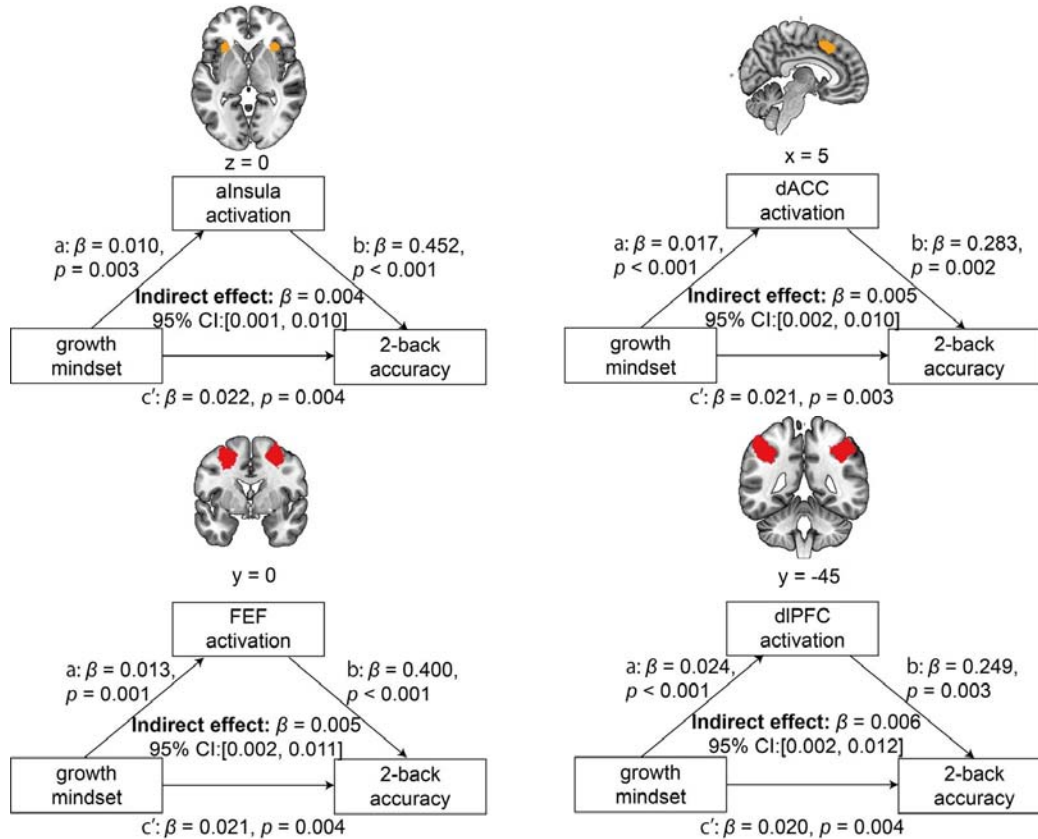 z = 0
aInsula
activation
a: β = 0.010,
p = 0.003
b: β = 0.452,
p < 0.001
Indirect effect: β = 0.004
95% CI:[0.001, 0.010]
growth
mindset
2-back
accuracy
c′: β = 0.022, p = 0.004
x = 5
dACC
activation
a: β = 0.017,
p < 0.001
b: β = 0.283,
p = 0.002
Indirect effect: β = 0.005
95% CI:[0.002, 0.010]
growth
mindset
2-back
accuracy
c′: β = 0.021, p = 0.003
y = 0
FEF
activation
a: β = 0.013,
p = 0.001
b: β = 0.400,
p < 0.001
Indirect effect: β = 0.005
95% CI:[0.002, 0.011]
growth
mindset
2-back
accuracy
c′: β = 0.021, p = 0.004
y = -45
dlPFC
activation
a: β = 0.024,
p < 0.001
b: β = 0.249,
p = 0.003
Indirect effect: β = 0.006
95% CI:[0.002, 0.012]
growth
mindset
2-back
accuracy
c′: β = 0.020, p = 0.004